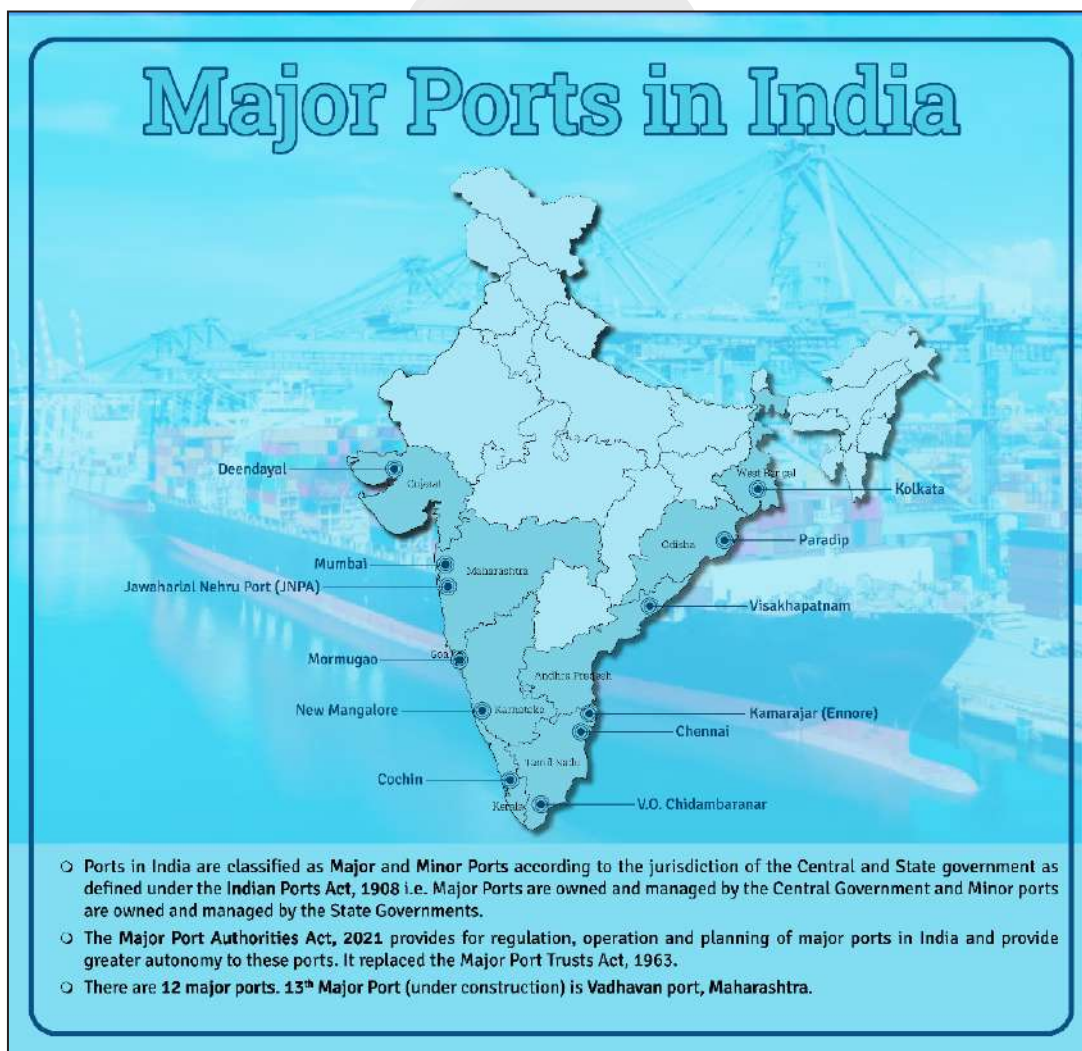 Major Ports in India
Deendayal
Gujarat
West Bengal
Kolkata
Odisha
Paradip
Mumbai
Maharashtra
Jawaharlal Nehru Port (JNPA)
Visakhapatnam
Mormugao
Goa
Andhra Pradesh
New Mangalore
Karnataka
Kamarajar (Ennore)
Chennai
Tamil Nadu
Cochin
Kerala
V.O. Chidambaranar
Ports in India are classified as Major and Minor Ports according to the jurisdiction of the Central and State government as
defined under the Indian Ports Act, 1908 i.e. Major Ports are owned and managed by the Central Government and Minor ports
are owned and managed by the State Governments.
The Major Port Authorities Act, 2021 provides for regulation, operation and planning of major ports in India and provide
greater autonomy to these ports. It replaced the Major Port Trusts Act, 1963.
There are 12 major ports. 13th Major Port (under construction) is Vadhavan port, Maharashtra.